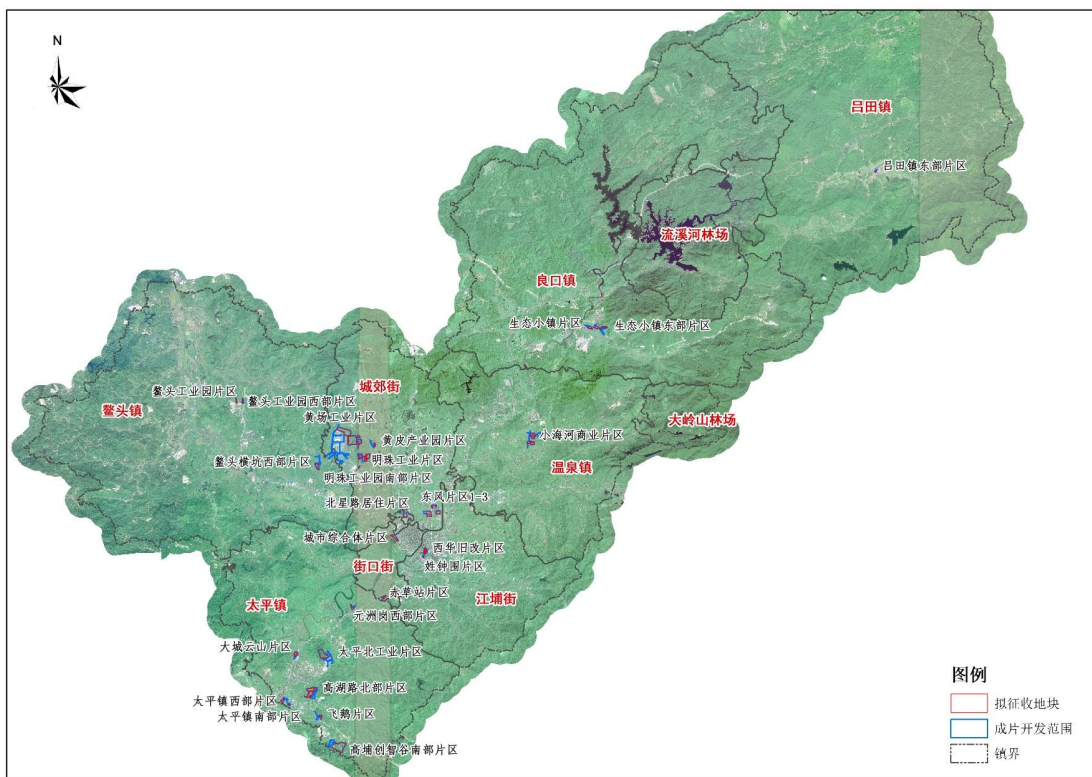 N
吕田镇
吕田镇东部片区
流溪河林场
良口镇
生态小镇片区
生态小镇东部片区
城郊街
鳌头工业园片区
鳌头工业园西部片区
鳌头镇
黄场工业片区
大岭山林场
黄皮产业园片区
小海河商业片区
鳌头横坑西部片区
明珠工业片区
温泉镇
明珠工业园南部片区
北星路居住片区
东风片区1-3
城市综合体片区
西华旧改片区
街口街
姓钟围片区
赤草站片区
江埔街
太平镇
元洲岗西部片区
大城云山片区
太平北工业片区
高湖路北部片区
太平镇西部片区
太平镇南部片区
飞鹅片区
高埔创智谷南部片区
图例
拟征收地块
成片开发范围
镇界